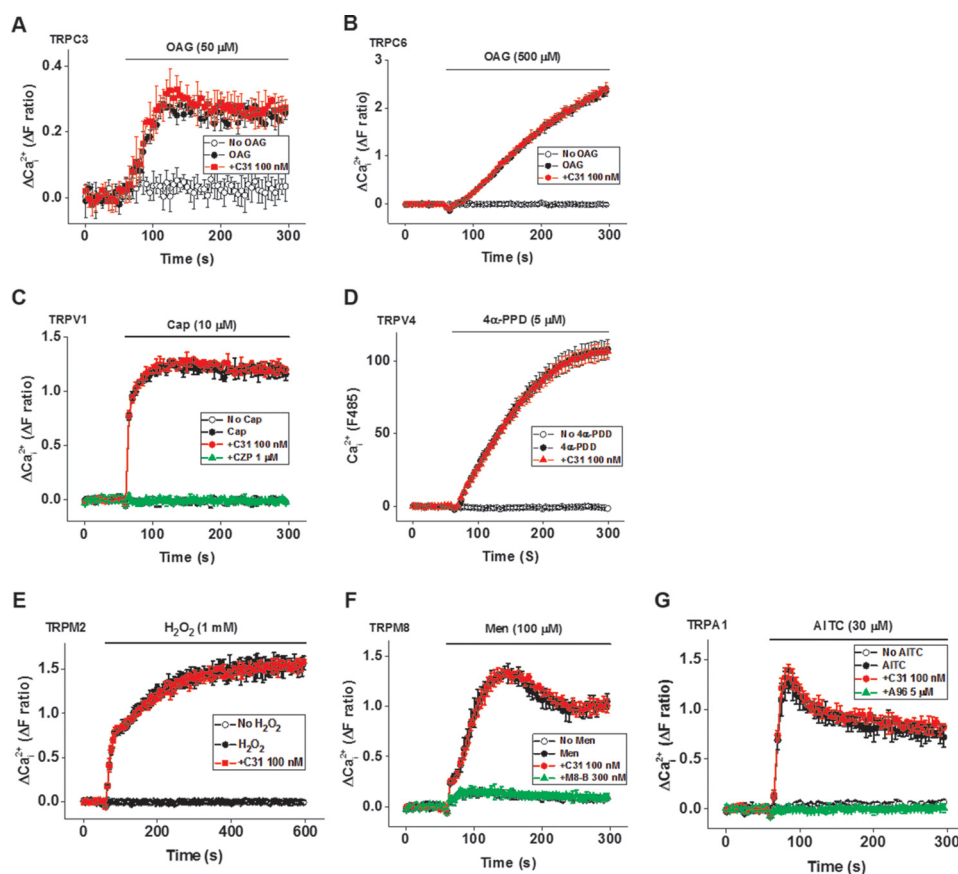 A
TRPC3
OAG (50 µM)
ΔCa²⁺ᵢ (ΔF ratio)
0.4
0.2
0.0
No OAG
OAG
+C31 100 nM
0
100
200
300
Time (s)
B
TRPC6
OAG (500 µM)
ΔCa²⁺ᵢ (ΔF ratio)
3
2
1
0
No OAG
OAG
+C31 100 nM
0
100
200
300
Time (s)
C
TRPV1
Cap (10 µM)
ΔCa²⁺ᵢ (ΔF ratio)
1.5
1.0
0.5
0.0
No Cap
Cap
+C31 100 nM
+CZP 1 µM
0
100
200
300
Time (s)
D
TRPV4
4α-PPD (5 µM)
Ca²⁺ᵢ (F485)
100
50
0
No 4α-PDD
4α-PDD
+C31 100 nM
0
100
200
300
Time (S)
E
TRPM2
H₂O₂ (1 mM)
ΔCa²⁺ᵢ (ΔF ratio)
1.5
1.0
0.5
0.0
No H₂O₂
H₂O₂
+C31 100 nM
0
200
400
600
Time (s)
F
TRPM8
Men (100 µM)
ΔCa²⁺ᵢ (ΔF ratio)
1.5
1.0
0.5
0.0
No Men
Men
+C31 100 nM
+M8-B 300 nM
0
100
200
300
Time (s)
G
TRPA1
AITC (30 µM)
ΔCa²⁺ᵢ (ΔF ratio)
1.5
1.0
0.5
0.0
No AITC
AITC
+C31 100 nM
+A96 5 µM
0
100
200
300
Time (s)